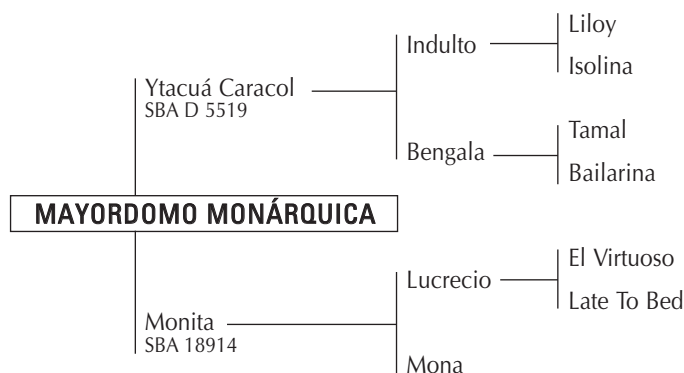 Liloy
Indulto
Isolina
Ytacuá Caracol
SBA D 5519
Tamal
Bengala
Bailarina
MAYORDOMO MONÁRQUICA
El Virtuoso
Lucrecio
Late To Bed
Monita
SBA 18914
Mona